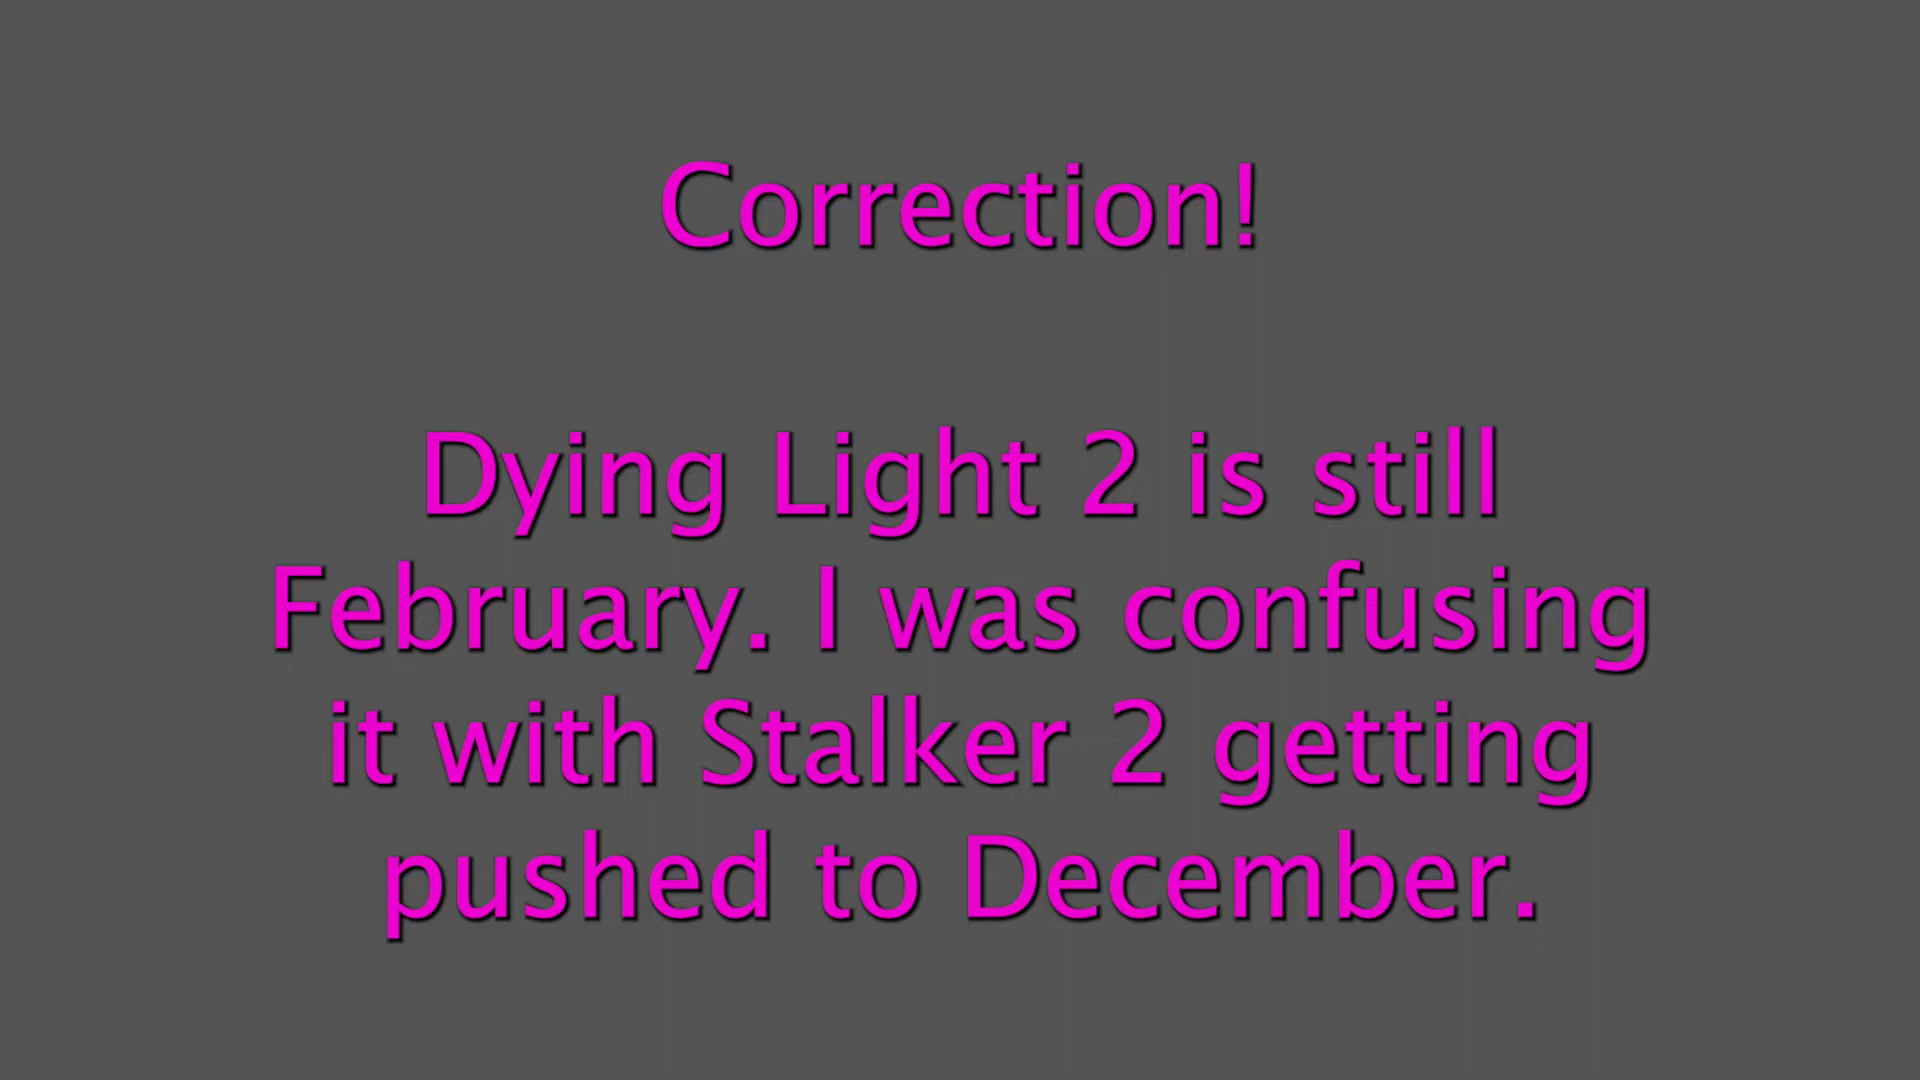 Correction!
Dying Light 2 is still
February. I was confusing
it with Stalker 2 getting
pushed to December.